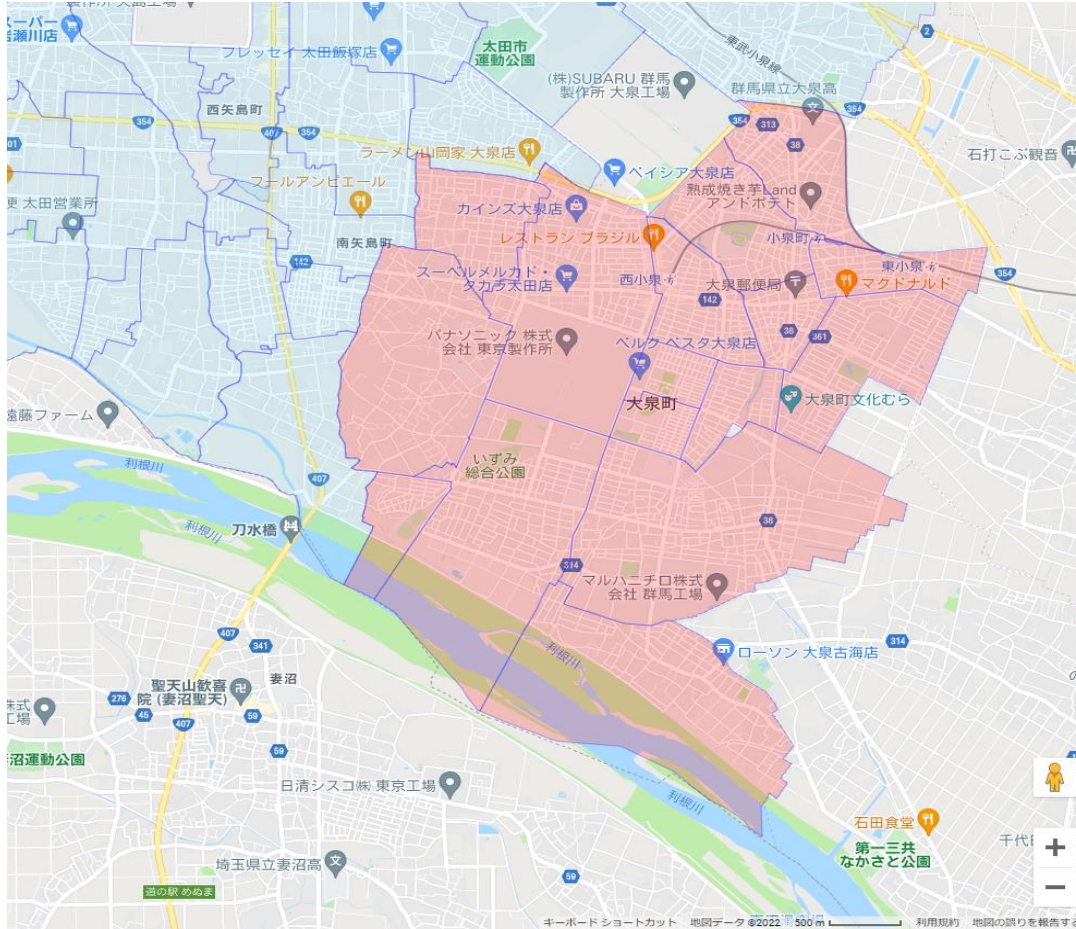 スーパー
岩瀬川店
フレッセイ 太田飯塚店
太田市
運動公園
東武小泉線
2
(株)SUBARU 群馬
製作所 大泉工場
群馬県立大泉高
西矢島町
354
407
354
354
354
313
38
ラーメン山岡家 大泉店
ベイシア大泉店
石打こぶ観音
フールアンビエール
熟成焼き芋Land
アンドポテト
カインズ大泉店
便 太田営業所
レストラン ブラジル
小泉町
南矢島町
142
スーペルメルカド・
タカラ太田店
西小泉
大泉郵便局
東小泉
マクドナルド
354
142
38
361
パナソニック 株式
会社 東京製作所
ベルク ベスタ大泉店
大泉町
大泉町文化むら
遠藤ファーム
いずみ
総合公園
利根川
407
利根川
刀水橋
38
314
マルハニチロ株式
会社 群馬工場
407
341
利根川
ローソン 大泉古海店
314
聖天山歓喜
院 (妻沼聖天)
妻沼
276
45
59
407
株式
工場
59
妻沼運動公園
日清シスコ㈱ 東京工場
利根川
石田食堂
第一三共
なかさと公園
埼玉県立妻沼高
59
道の駅 めぬま
キーボード ショートカット
地図データ ©2022
500 m
利用規約
地図の誤りを報告する